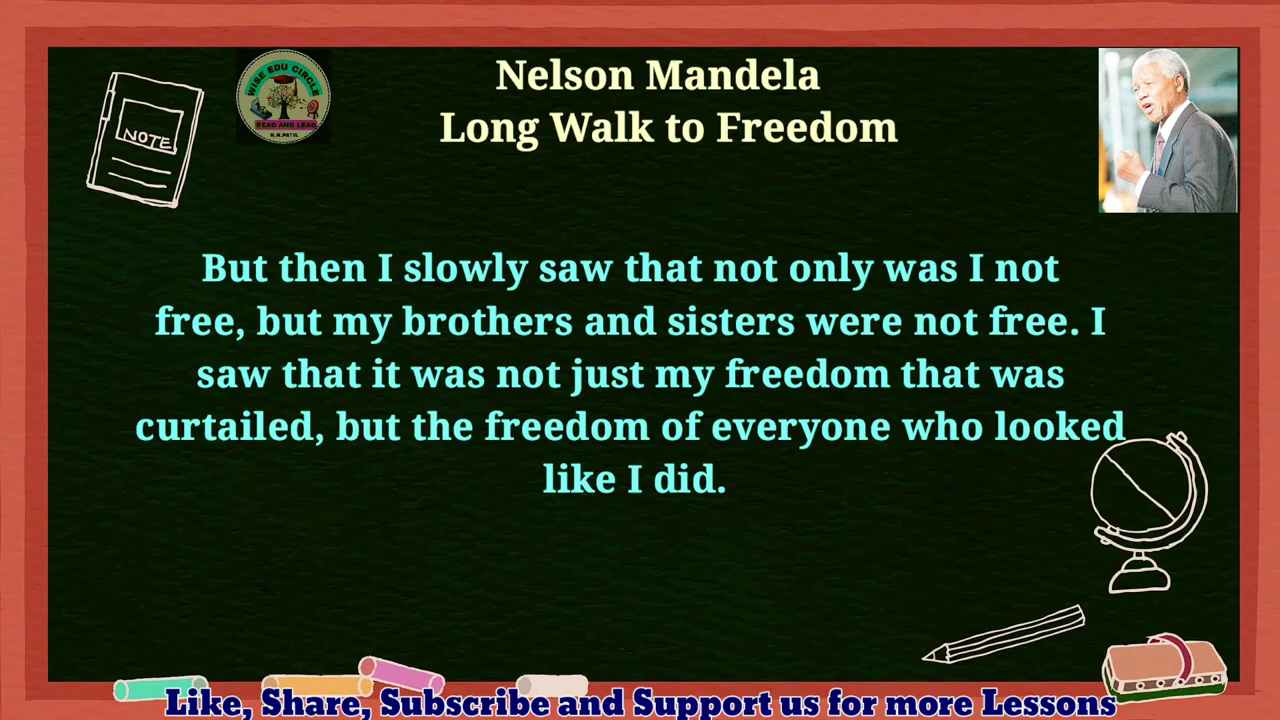 Nelson Mandela
Long Walk to Freedom
NOTE
WISE EDU CIRCLE
READ AND LEAD
N.N.PATIL
But then I slowly saw that not only was I not
free, but my brothers and sisters were not free. I
saw that it was not just my freedom that was
curtailed, but the freedom of everyone who looked
like I did.
Like, Share, Subscribe and Support us for more Lessons